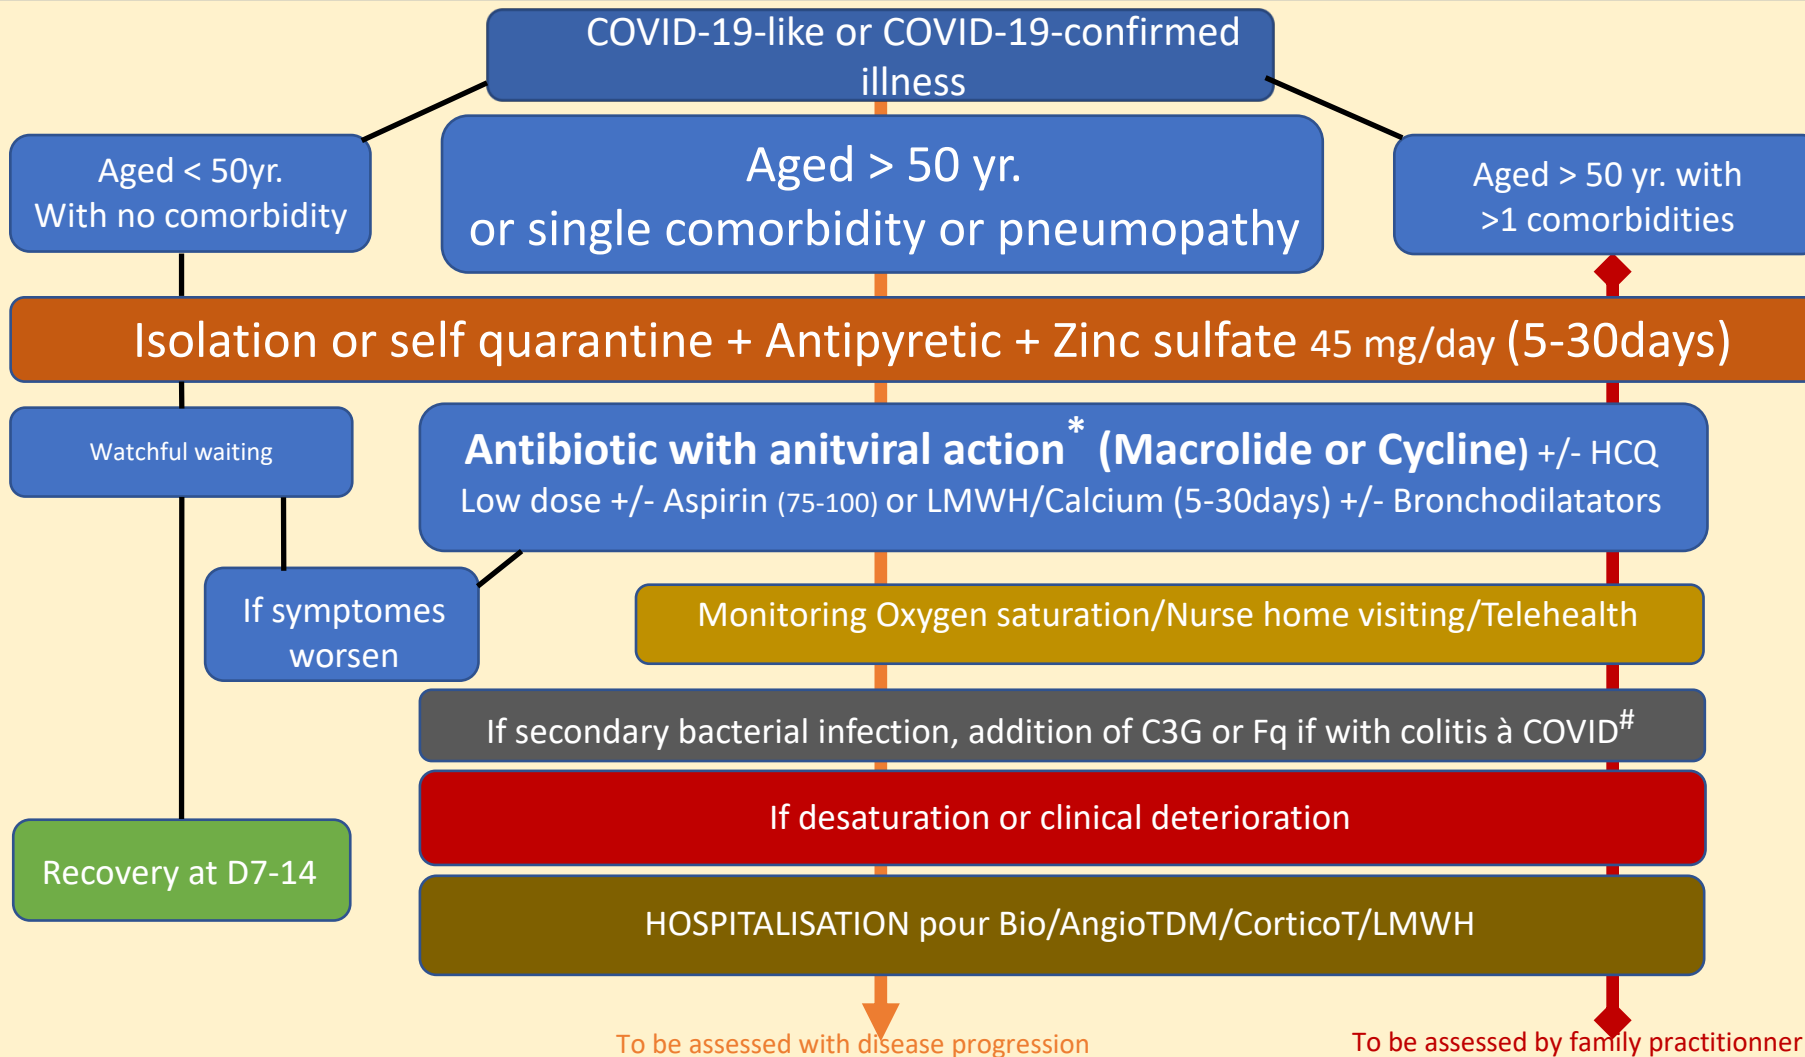 COVID-19-like or COVID-19-confirmed
illness
Aged < 50yr.
With no comorbidity
Aged > 50 yr.
or single comorbidity or pneumopathy
Aged > 50 yr. with
>1 comorbidities
Isolation or self quarantine + Antipyretic + Zinc sulfate 45 mg/day (5-30days)
Watchful waiting
Antibiotic with anitviral action* (Macrolide or Cycline) +/- HCQ
Low dose +/- Aspirin (75-100) or LMWH/Calcium (5-30days) +/- Bronchodilatators
If symptomes
worsen
Monitoring Oxygen saturation/Nurse home visiting/Telehealth
If secondary bacterial infection, addition of C3G or Fq if with colitis à COVID#
If desaturation or clinical deterioration
Recovery at D7-14
HOSPITALISATION pour Bio/AngioTDM/CorticoT/LMWH
To be assessed with disease progression
To be assessed by family practitionner